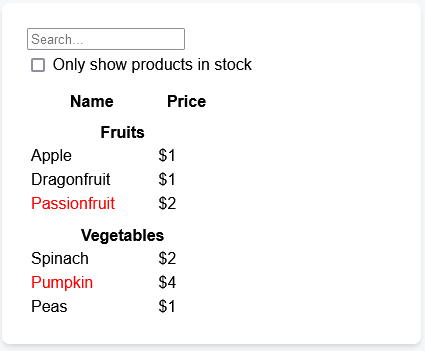 Search...
Only show products in stock
Name Price
Fruits
Apple $1
Dragonfruit $1
Passionfruit $2
Vegetables
Spinach $2
Pumpkin $4
Peas $1